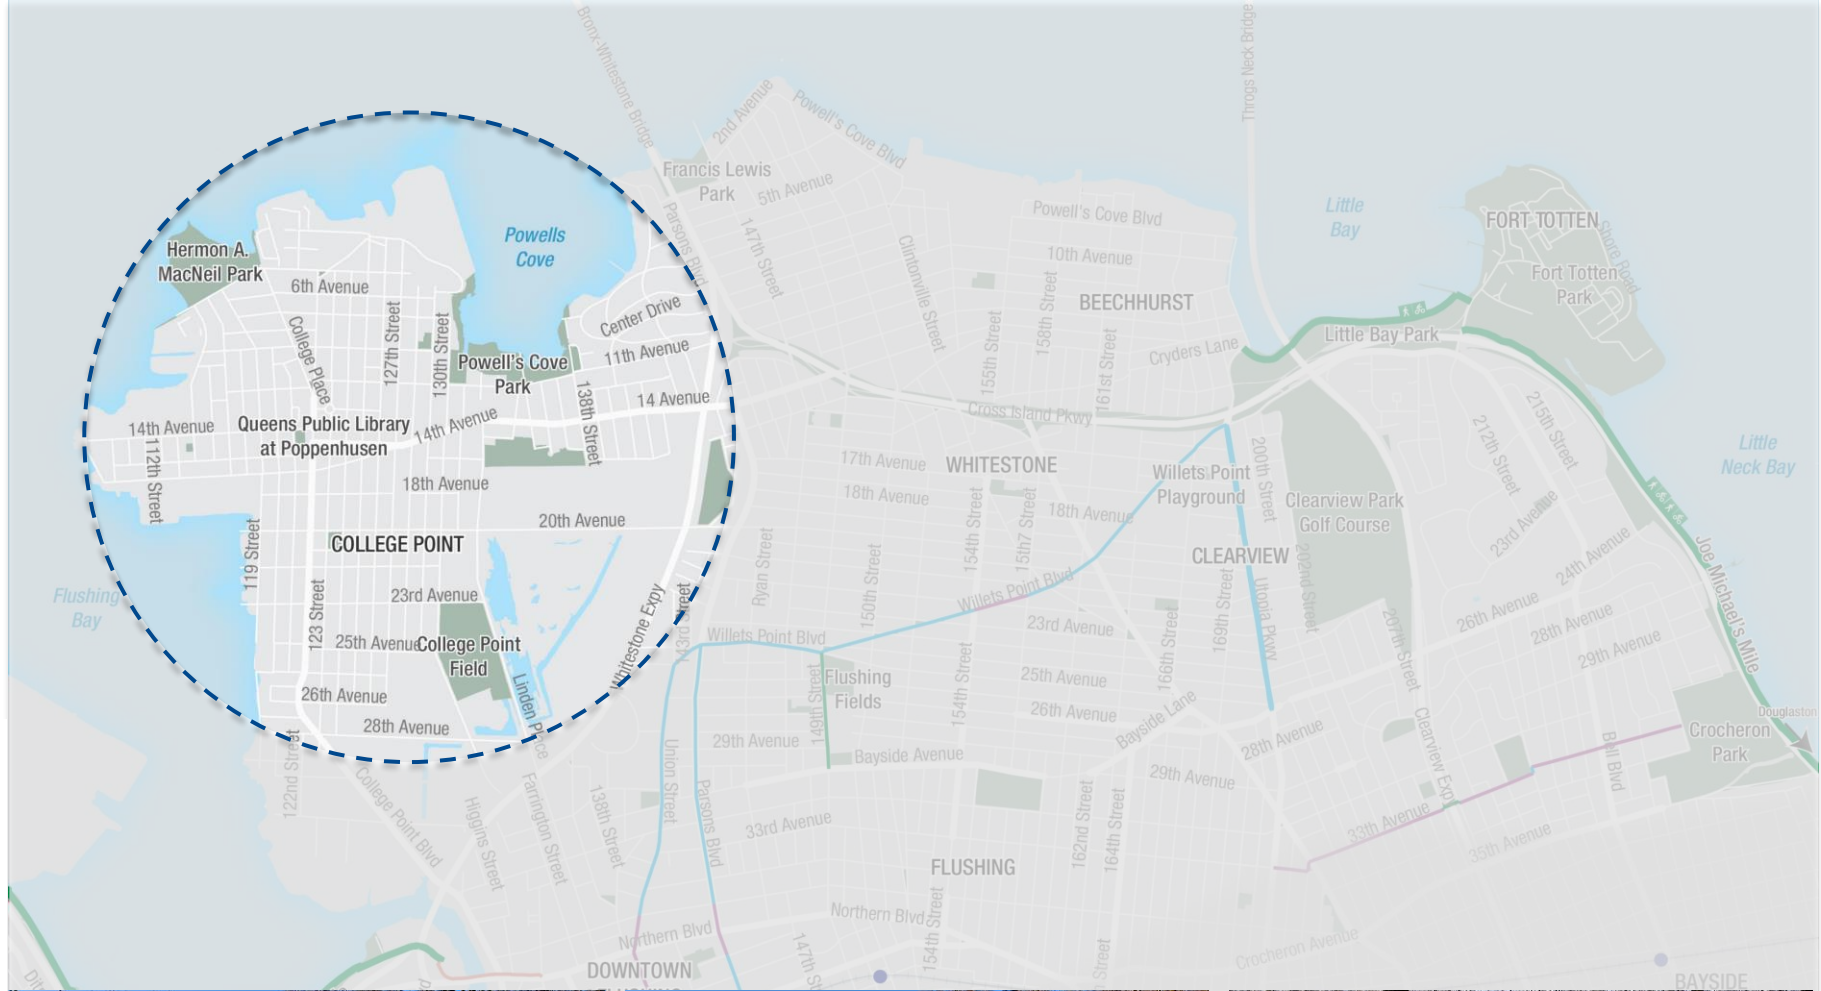 Bronx-Whitestone Bridge
Throgs Neck Bridge
2nd Avenue
Powell's Cove Blvd
Francis Lewis
Park
5th Avenue
Parsons Blvd
147th Street
Clintonville Street
Powell's Cove Blvd
10th Avenue
BEECHHURST
158th Street
155th Street
161st Street
Cryders Lane
Little
Bay
FORT TOTTEN
Shore Road
Fort Totten
Park
Little Bay Park
Hermon A.
MacNeil Park
Powells
Cove
6th Avenue
College Place
127th Street
130th Street
Center Drive
11th Avenue
Powell's Cove
Park
138th Street
14 Avenue
14th Avenue
Queens Public Library
at Poppenhusen
14th Avenue
112th Street
18th Avenue
20th Avenue
COLLEGE POINT
119 Street
23rd Avenue
123 Street
25th Avenue
College Point
Field
26th Avenue
28th Avenue
Linden Place
Whitestone Expy
143rd Street
Flushing
Bay
Cross Island Pkwy
17th Avenue
WHITESTONE
18th Avenue
154th Street
15th7 Street
18th Avenue
Willets Point
Playground
200th Street
Clearview Park
Golf Course
CLEARVIEW
202nd Street
Utopia Pkwy
169th Street
212th Street
215th Street
23rd Avenue
24th Avenue
Little
Neck Bay
Joe Michael's Mile
Ryan Street
150th Street
Willets Point Blvd
Willets Point Blvd
23rd Avenue
166th Street
207th Street
26th Avenue
28th Avenue
29th Avenue
Flushing
Fields
149th Street
154th Street
25th Avenue
26th Avenue
Bayside Lane
28th Avenue
29th Avenue
Bayside Avenue
29th Avenue
Clearview Expy
Bell Blvd
Crocheron
Park
Douglaston
122nd Street
College Point Blvd
Higgins Street
Farrington Street
138th Street
Union Street
Parsons Blvd
33rd Avenue
162nd Street
164th Street
33rd Avenue
35th Avenue
FLUSHING
Northern Blvd
Northern Blvd
154th Street
Crocheron Avenue
DOWNTOWN
BAYSIDE